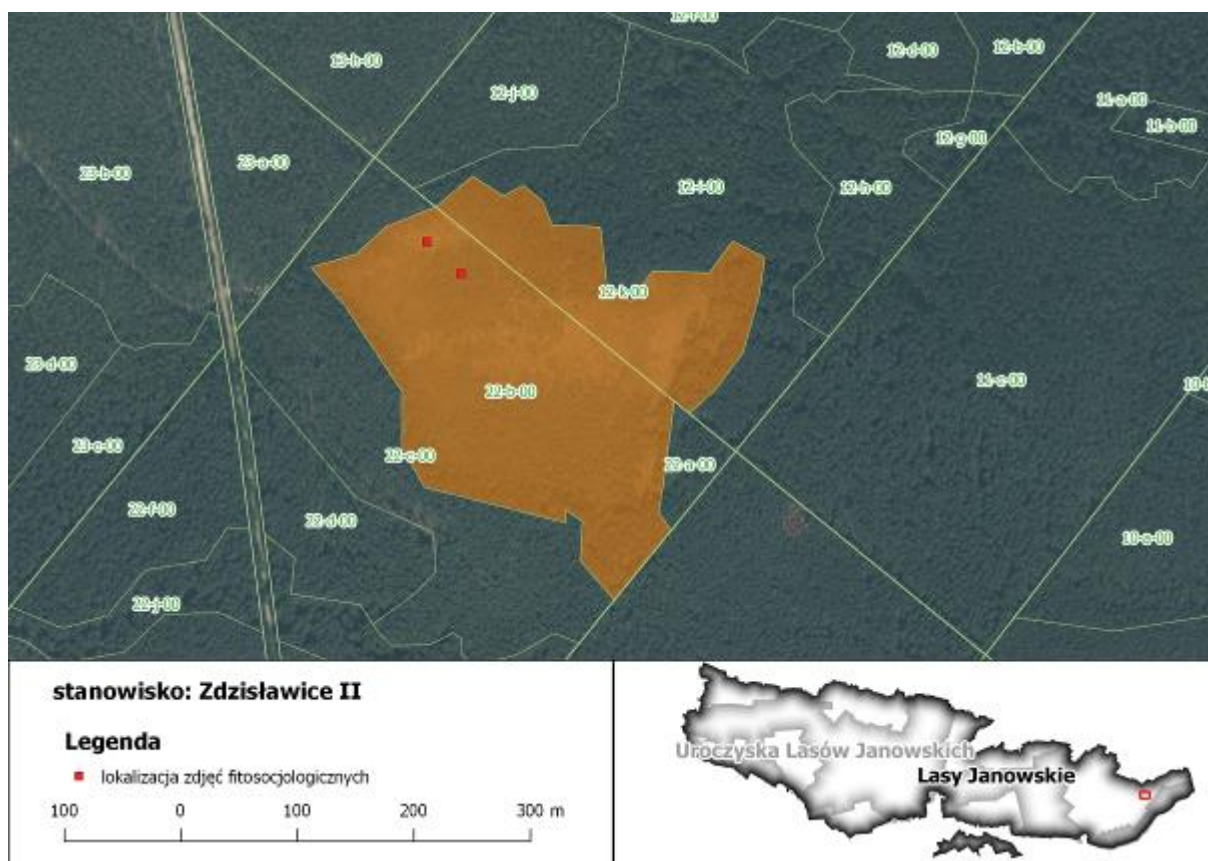 12-f-00
13-h-00
12-d-00
12-b-00
12-j-00
11-a-00
11-b-00
12-g-00
23-b-00
23-a-00
12-i-00
12-h-00
12-k-00
23-d-00
22-b-00
11-c-00
23-c-00
22-c-00
22-a-00
22-f-00
22-d-00
10-a-00
22-j-00
stanowisko: Zdzisławice II
Legenda
lokalizacja zdjęć fitosocjologicznych
100 0 100 200 300 m
Uroczyska Lasów Janowskich
Lasy Janowskie